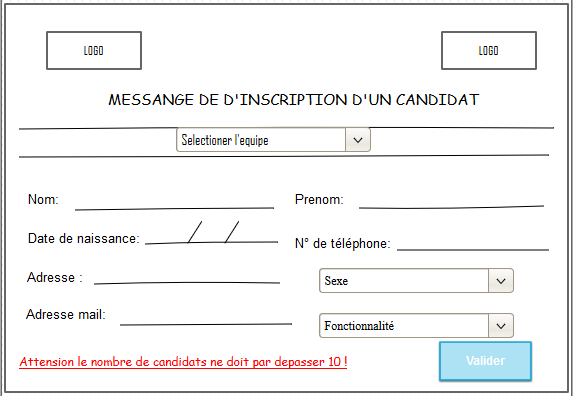 LOGO LOGO
MESSANGE DE D'INSCRIPTION D'UN CANDIDAT
Selectioner l'equipe
Nom: Prenom:
Date de naissance: / / N° de téléphone:
Adresse : Sexe
Adresse mail: Fonctionnalité
Attension le nombre de candidats ne doit par depasser 10 ! Valider